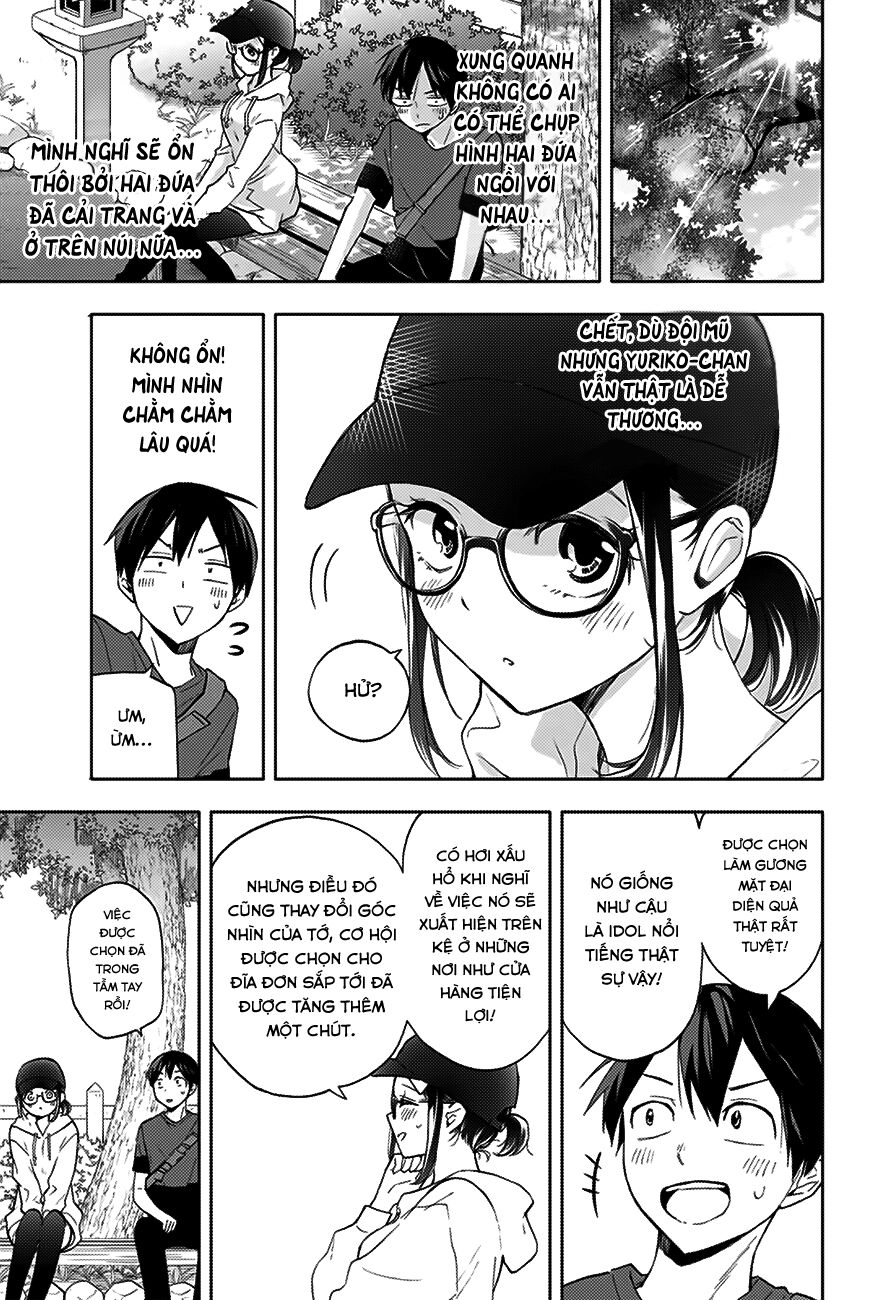 XUNG QUANH
KHÔNG CÓ AI
CÓ THỂ CHỤP
HÌNH HAI ĐỨA
NGỒI VỚI
NHAU...
MÌNH NGHĨ SẼ ỔN
THÔI BỞI HAI ĐỨA
ĐÃ CẢI TRANG VÀ
Ở TRÊN NÚI NỮA...
CHẾT, DÙ ĐỘI MŨ
NHƯNG YURIKO-CHAN
VẪN THẬT LÀ DỄ
THƯƠNG...
HỬ?
KHÔNG ỔN!
MÌNH NHÌN
CHẰM CHẰM
LÂU QUÁ!
ƯM,
ỪM...
ĐƯỢC CHỌN
LÀM GƯƠNG
MẶT ĐẠI
DIỆN QUẢ
THẬT RẤT
TUYỆT!
NÓ GIỐNG
NHƯ CẬU
LÀ IDOL NỔI
TIẾNG THẬT
SỰ VẬY!
CÓ HƠI XẤU
HỔ KHI NGHĨ
VỀ VIỆC NÓ SẼ
XUẤT HIỆN TRÊN
KỆ Ở NHỮNG
NƠI NHƯ CỬA
HÀNG TIỆN
LỢI!
NHƯNG ĐIỀU ĐÓ
CŨNG THAY ĐỔI GÓC
NHÌN CỦA TỚ, CƠ HỘI
ĐƯỢC CHỌN CHO
ĐĨA ĐƠN SẮP TỚI ĐÃ
ĐƯỢC TĂNG THÊM
MỘT CHÚT.
VIỆC
ĐƯỢC
CHỌN ĐÃ
TRONG
TẦM TAY
RỒI!